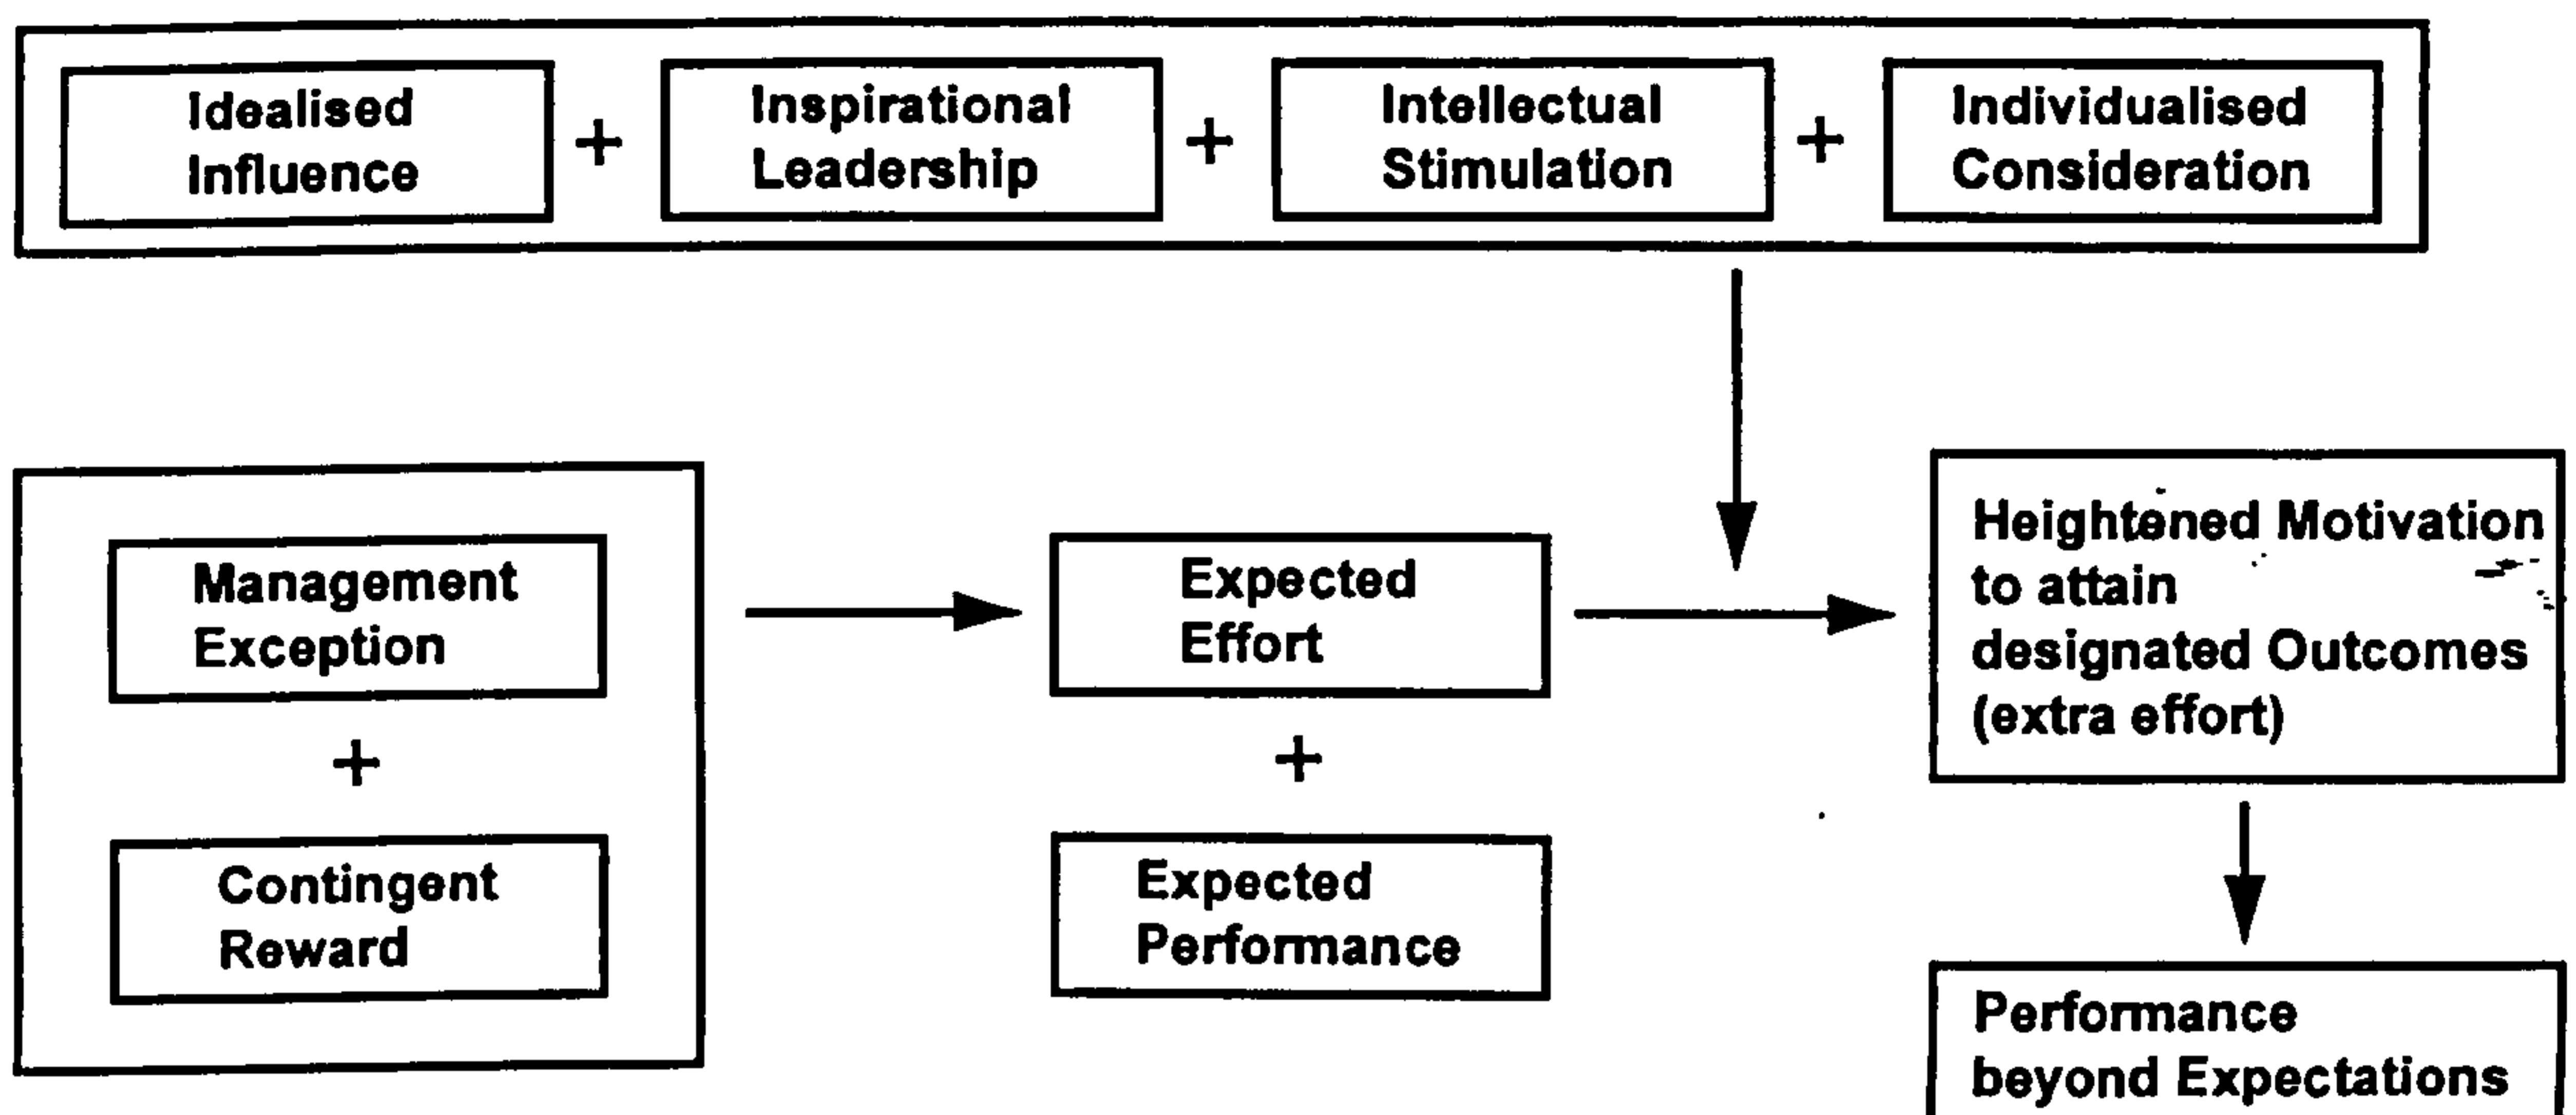 Idealised
Influence
+
Inspirational
Leadership
+
Intellectual
Stimulation
+
Individualised
Consideration
Management
Exception
+
Contingent
Reward
Expected
Effort
+
Expected
Performance
Heightened Motivation
to attain
designated Outcomes
(extra effort)
Performance
beyond Expectations